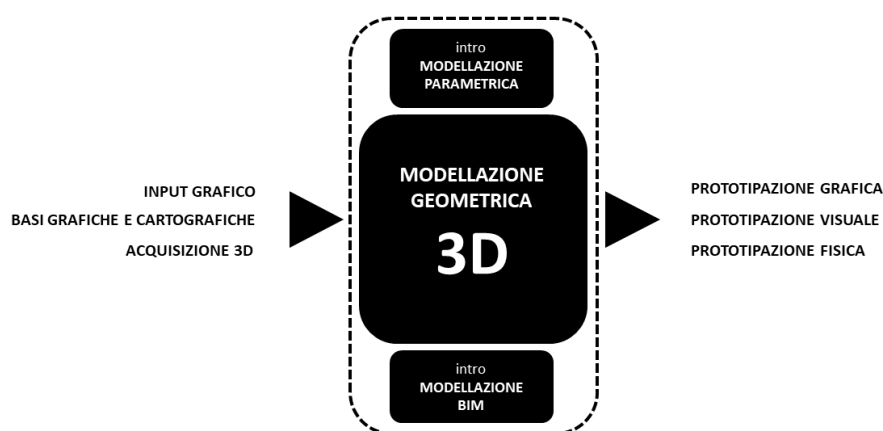 intro
MODELLAZIONE
PARAMETRICA
INPUT GRAFICO
BASI GRAFICHE E CARTOGRAFICHE
ACQUISIZIONE 3D
MODELLAZIONE
GEOMETRICA
3D
PROTOTIPAZIONE GRAFICA
PROTOTIPAZIONE VISUALE
PROTOTIPAZIONE FISICA
intro
MODELLAZIONE
BIM